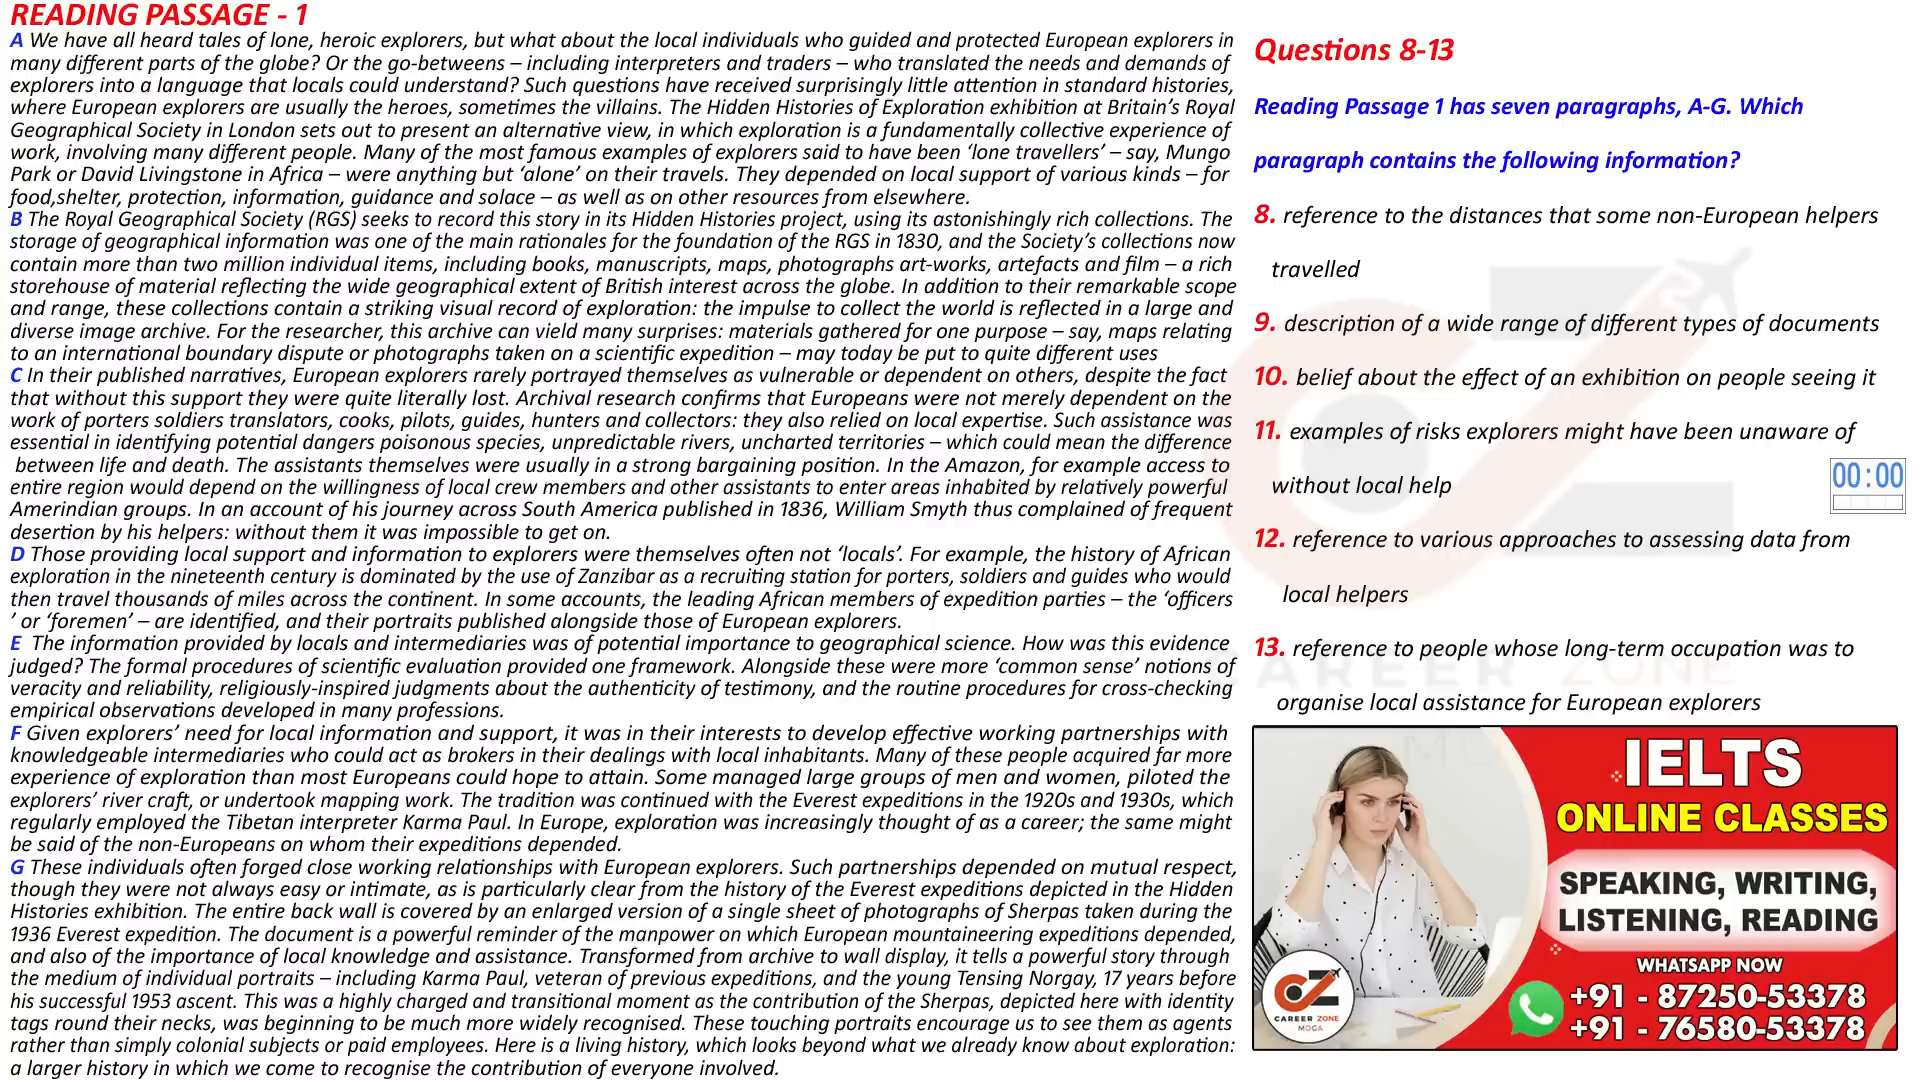 READING PASSAGE - 1
A We have all heard tales of lone, heroic explorers, but what about the local individuals who guided and protected European explorers in
many different parts of the globe? Or the go-betweens – including interpreters and traders – who translated the needs and demands of
explorers into a language that locals could understand? Such questions have received surprisingly little attention in standard histories,
where European explorers are usually the heroes, sometimes the villains. The Hidden Histories of Exploration exhibition at Britain’s Royal
Geographical Society in London sets out to present an alternative view, in which exploration is a fundamentally collective experience of
work, involving many different people. Many of the most famous examples of explorers said to have been ‘lone travellers’ – say, Mungo
Park or David Livingstone in Africa – were anything but ‘alone’ on their travels. They depended on local support of various kinds – for
food,shelter, protection, information, guidance and solace – as well as on other resources from elsewhere.
B The Royal Geographical Society (RGS) seeks to record this story in its Hidden Histories project, using its astonishingly rich collections. The
storage of geographical information was one of the main rationales for the foundation of the RGS in 1830, and the Society’s collections now
contain more than two million individual items, including books, manuscripts, maps, photographs art-works, artefacts and film – a rich
storehouse of material reflecting the wide geographical extent of British interest across the globe. In addition to their remarkable scope
and range, these collections contain a striking visual record of exploration: the impulse to collect the world is reflected in a large and
diverse image archive. For the researcher, this archive can vield many surprises: materials gathered for one purpose – say, maps relating
to an international boundary dispute or photographs taken on a scientific expedition – may today be put to quite different uses
C In their published narratives, European explorers rarely portrayed themselves as vulnerable or dependent on others, despite the fact
that without this support they were quite literally lost. Archival research confirms that Europeans were not merely dependent on the
work of porters soldiers translators, cooks, pilots, guides, hunters and collectors: they also relied on local expertise. Such assistance was
essential in identifying potential dangers poisonous species, unpredictable rivers, uncharted territories – which could mean the difference
between life and death. The assistants themselves were usually in a strong bargaining position. In the Amazon, for example access to
entire region would depend on the willingness of local crew members and other assistants to enter areas inhabited by relatively powerful
Amerindian groups. In an account of his journey across South America published in 1836, William Smyth thus complained of frequent
desertion by his helpers: without them it was impossible to get on.
D Those providing local support and information to explorers were themselves often not ‘locals’. For example, the history of African
exploration in the nineteenth century is dominated by the use of Zanzibar as a recruiting station for porters, soldiers and guides who would
then travel thousands of miles across the continent. In some accounts, the leading African members of expedition parties – the ‘officers
’ or ‘foremen’ – are identified, and their portraits published alongside those of European explorers.
E The information provided by locals and intermediaries was of potential importance to geographical science. How was this evidence
judged? The formal procedures of scientific evaluation provided one framework. Alongside these were more ‘common sense’ notions of
veracity and reliability, religiously-inspired judgments about the authenticity of testimony, and the routine procedures for cross-checking
empirical observations developed in many professions.
F Given explorers’ need for local information and support, it was in their interests to develop effective working partnerships with
knowledgeable intermediaries who could act as brokers in their dealings with local inhabitants. Many of these people acquired far more
experience of exploration than most Europeans could hope to attain. Some managed large groups of men and women, piloted the
explorers’ river craft, or undertook mapping work. The tradition was continued with the Everest expeditions in the 1920s and 1930s, which
regularly employed the Tibetan interpreter Karma Paul. In Europe, exploration was increasingly thought of as a career; the same might
be said of the non-Europeans on whom their expeditions depended.
G These individuals often forged close working relationships with European explorers. Such partnerships depended on mutual respect,
though they were not always easy or intimate, as is particularly clear from the history of the Everest expeditions depicted in the Hidden
Histories exhibition. The entire back wall is covered by an enlarged version of a single sheet of photographs of Sherpas taken during the
1936 Everest expedition. The document is a powerful reminder of the manpower on which European mountaineering expeditions depended,
and also of the importance of local knowledge and assistance. Transformed from archive to wall display, it tells a powerful story through
the medium of individual portraits – including Karma Paul, veteran of previous expeditions, and the young Tensing Norgay, 17 years before
his successful 1953 ascent. This was a highly charged and transitional moment as the contribution of the Sherpas, depicted here with identity
tags round their necks, was beginning to be much more widely recognised. These touching portraits encourage us to see them as agents
rather than simply colonial subjects or paid employees. Here is a living history, which looks beyond what we already know about exploration:
a larger history in which we come to recognise the contribution of everyone involved.
Questions 8-13
Reading Passage 1 has seven paragraphs, A-G. Which
paragraph contains the following information?
8. reference to the distances that some non-European helpers
travelled
9. description of a wide range of different types of documents
10. belief about the effect of an exhibition on people seeing it
11. examples of risks explorers might have been unaware of
without local help
12. reference to various approaches to assessing data from
local helpers
13. reference to people whose long-term occupation was to
organise local assistance for European explorers
00:00
CAREER ZONE
MOGA
IELTS
ONLINE CLASSES
SPEAKING, WRITING,
LISTENING, READING
WHATSAPP NOW
+91 - 87250-53378
+91 - 76580-53378
CAREER ZONE
MOGA